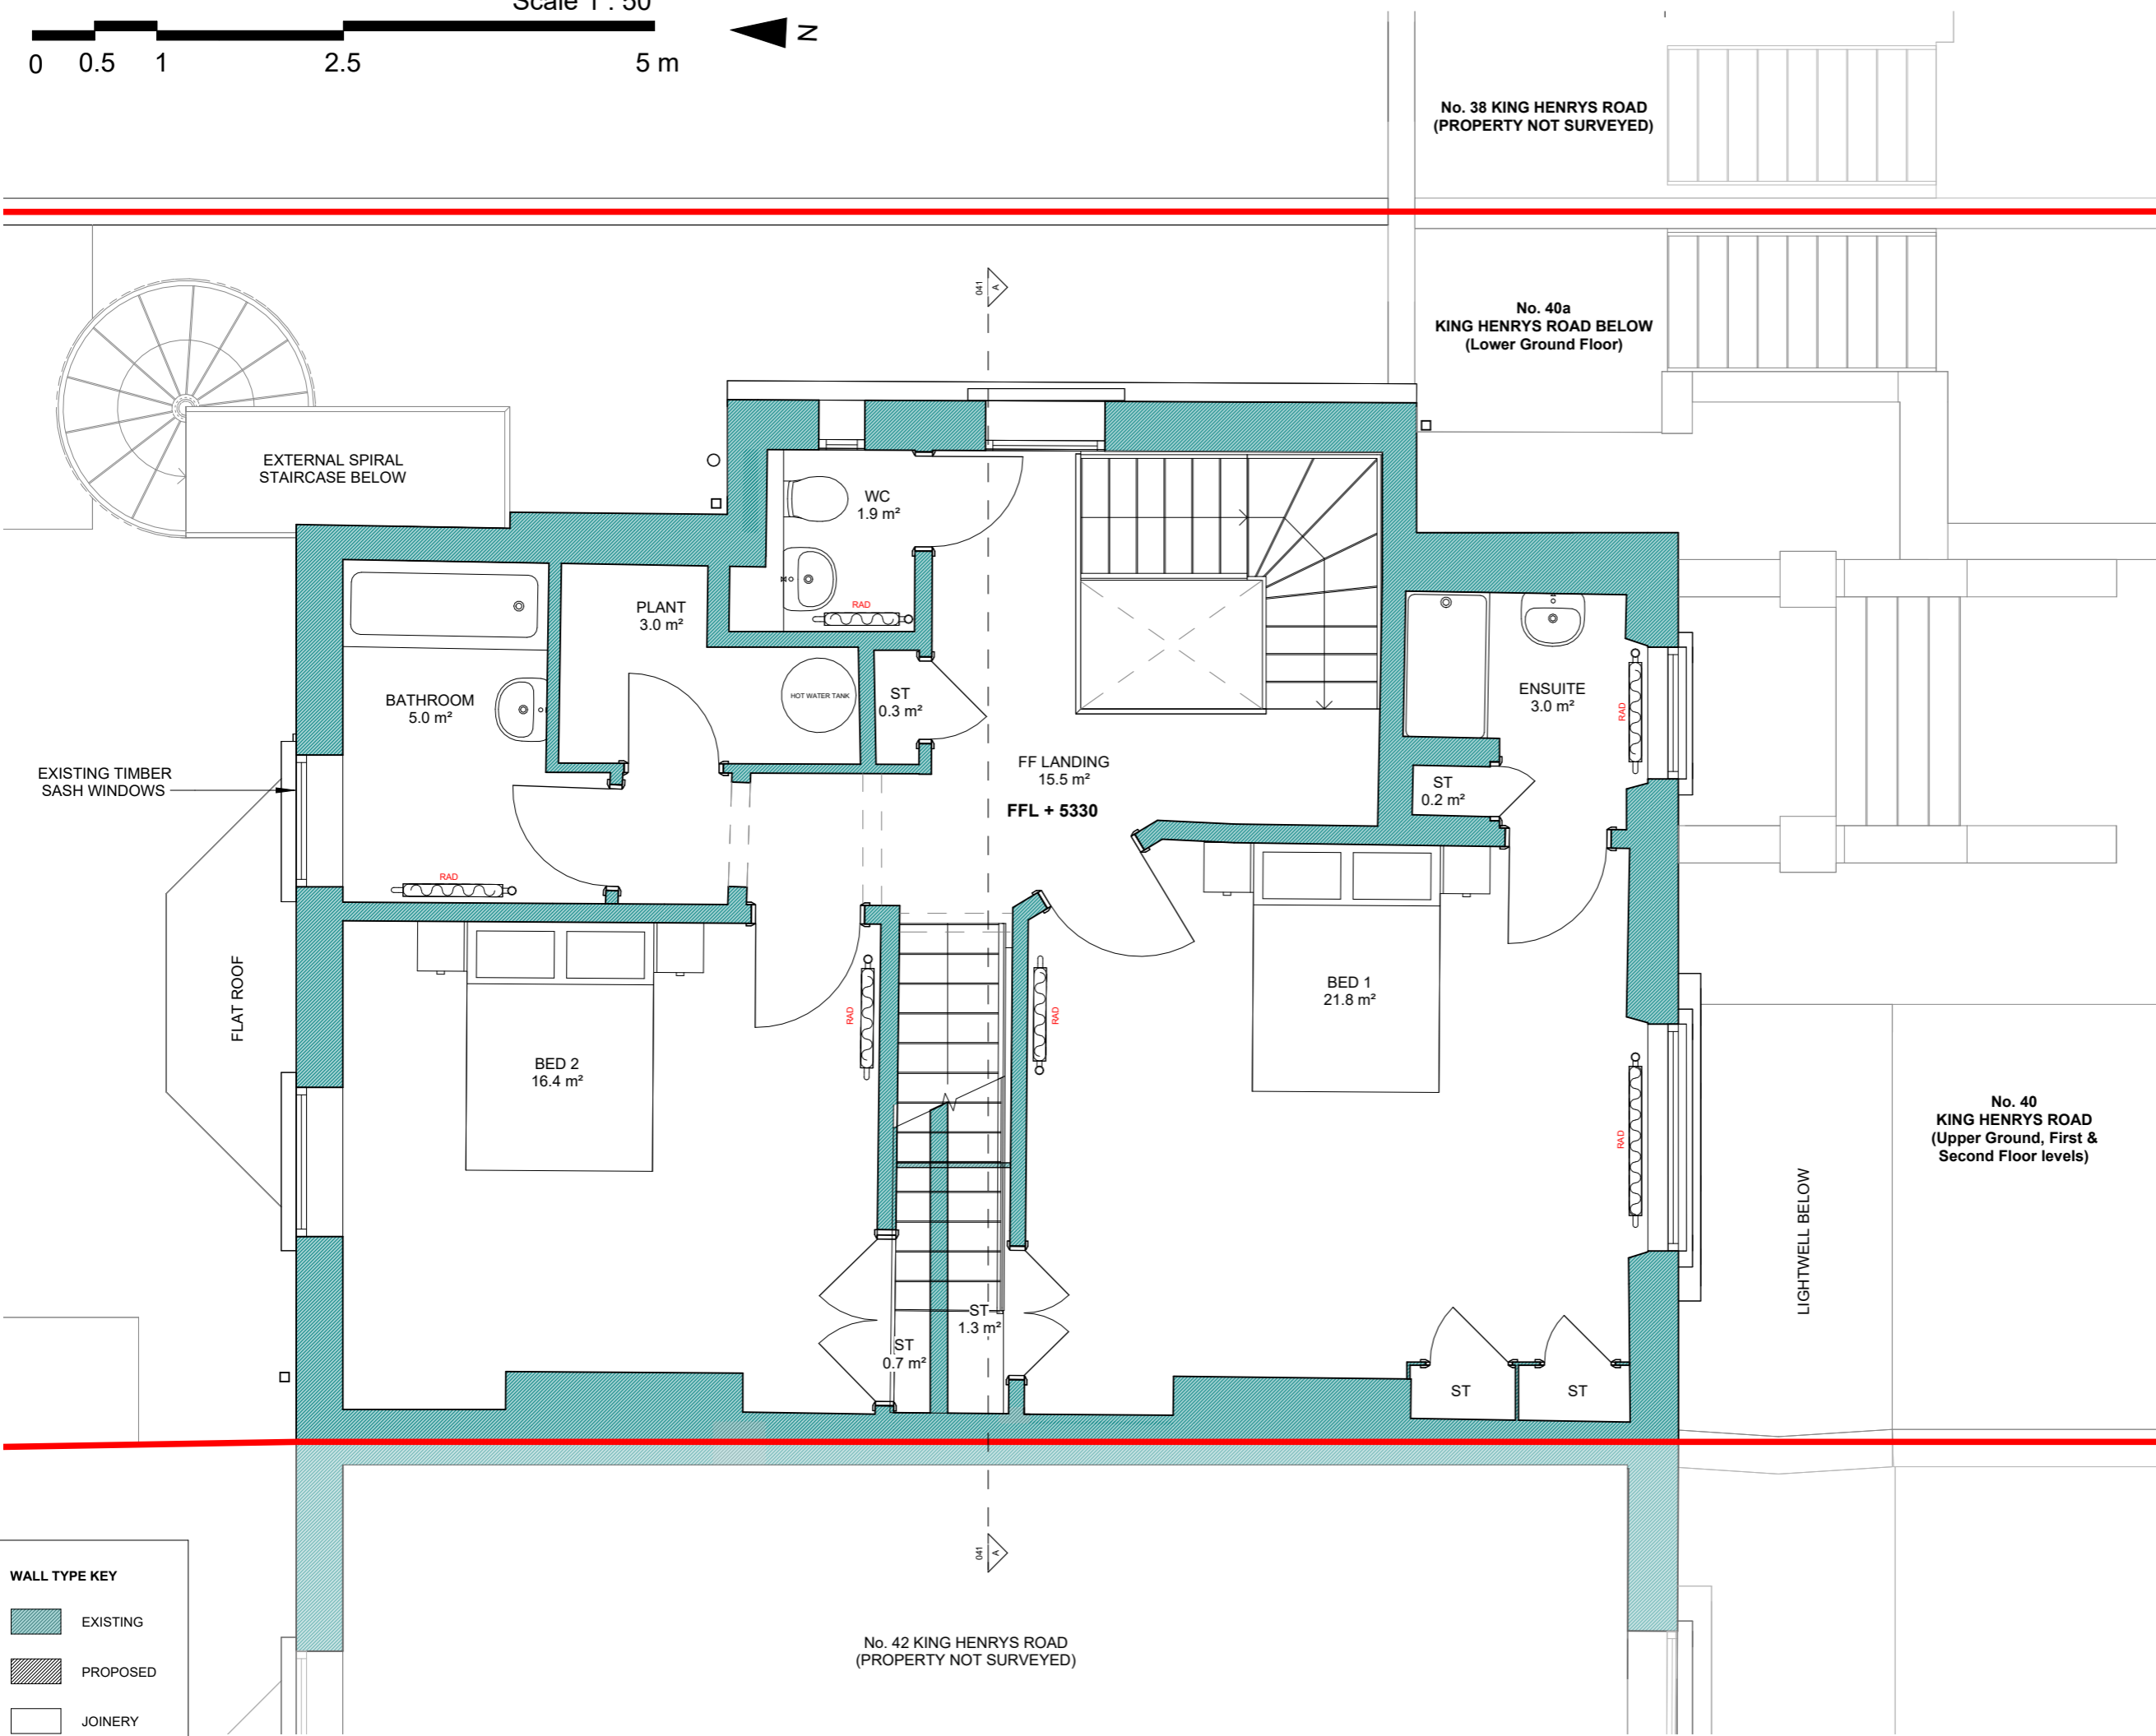 Scale 1 : 50
0 0.5 1 2.5 5 m
N
No. 38 KING HENRYS ROAD
(PROPERTY NOT SURVEYED)
041
A
No. 40a
KING HENRYS ROAD BELOW
(Lower Ground Floor)
EXTERNAL SPIRAL
STAIRCASE BELOW
WC
1.9 m²
RAD
PLANT
3.0 m²
HOT WATER TANK
ST
0.3 m²
BATHROOM
5.0 m²
RAD
ENSUITE
3.0 m²
RAD
EXISTING TIMBER
SASH WINDOWS
FF LANDING
15.5 m²
FFL + 5330
ST
0.2 m²
FLAT ROOF
BED 2
16.4 m²
RAD
RAD
BED 1
21.8 m²
RAD
No. 40
KING HENRYS ROAD
(Upper Ground, First &
Second Floor levels)
LIGHTWELL BELOW
ST
1.3 m²
ST
0.7 m²
ST
ST
041
A
WALL TYPE KEY
EXISTING
PROPOSED
JOINERY
No. 42 KING HENRYS ROAD
(PROPERTY NOT SURVEYED)